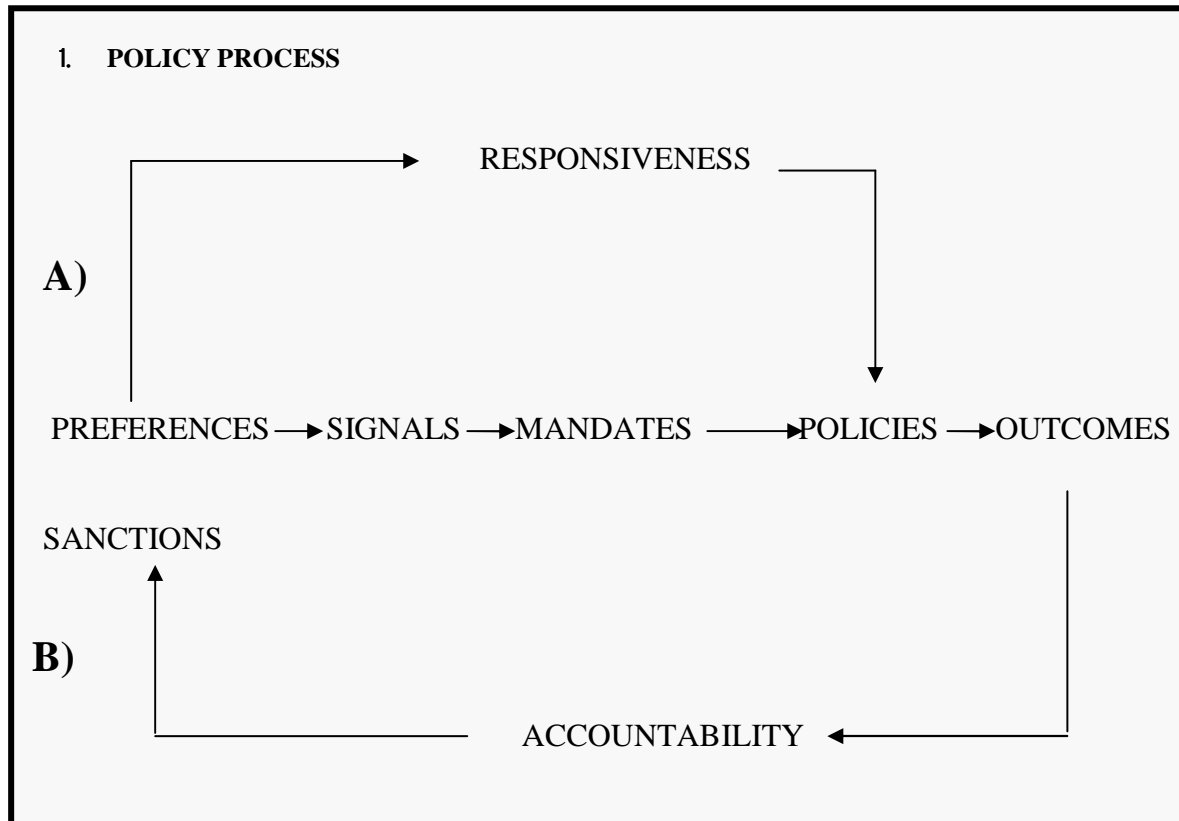 1. POLICY PROCESS
RESPONSIVENESS
A)
PREFERENCES SIGNALS MANDATES POLICIES OUTCOMES
SANCTIONS
B)
ACCOUNTABILITY